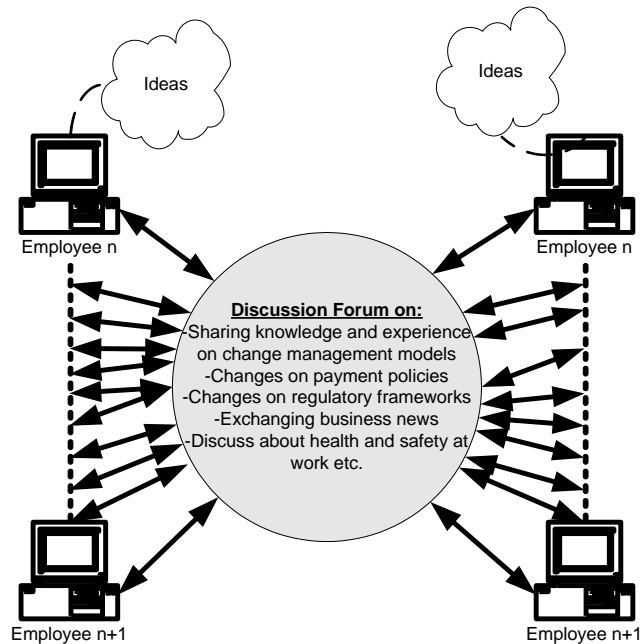 Ideas
Ideas
Employee n
Employee n
Discussion Forum on:
-Sharing knowledge and experience
on change management models
-Changes on payment policies
-Changes on regulatory frameworks
-Exchanging business news
-Discuss about health and safety at
work etc.
Employee n+1
Employee n+1